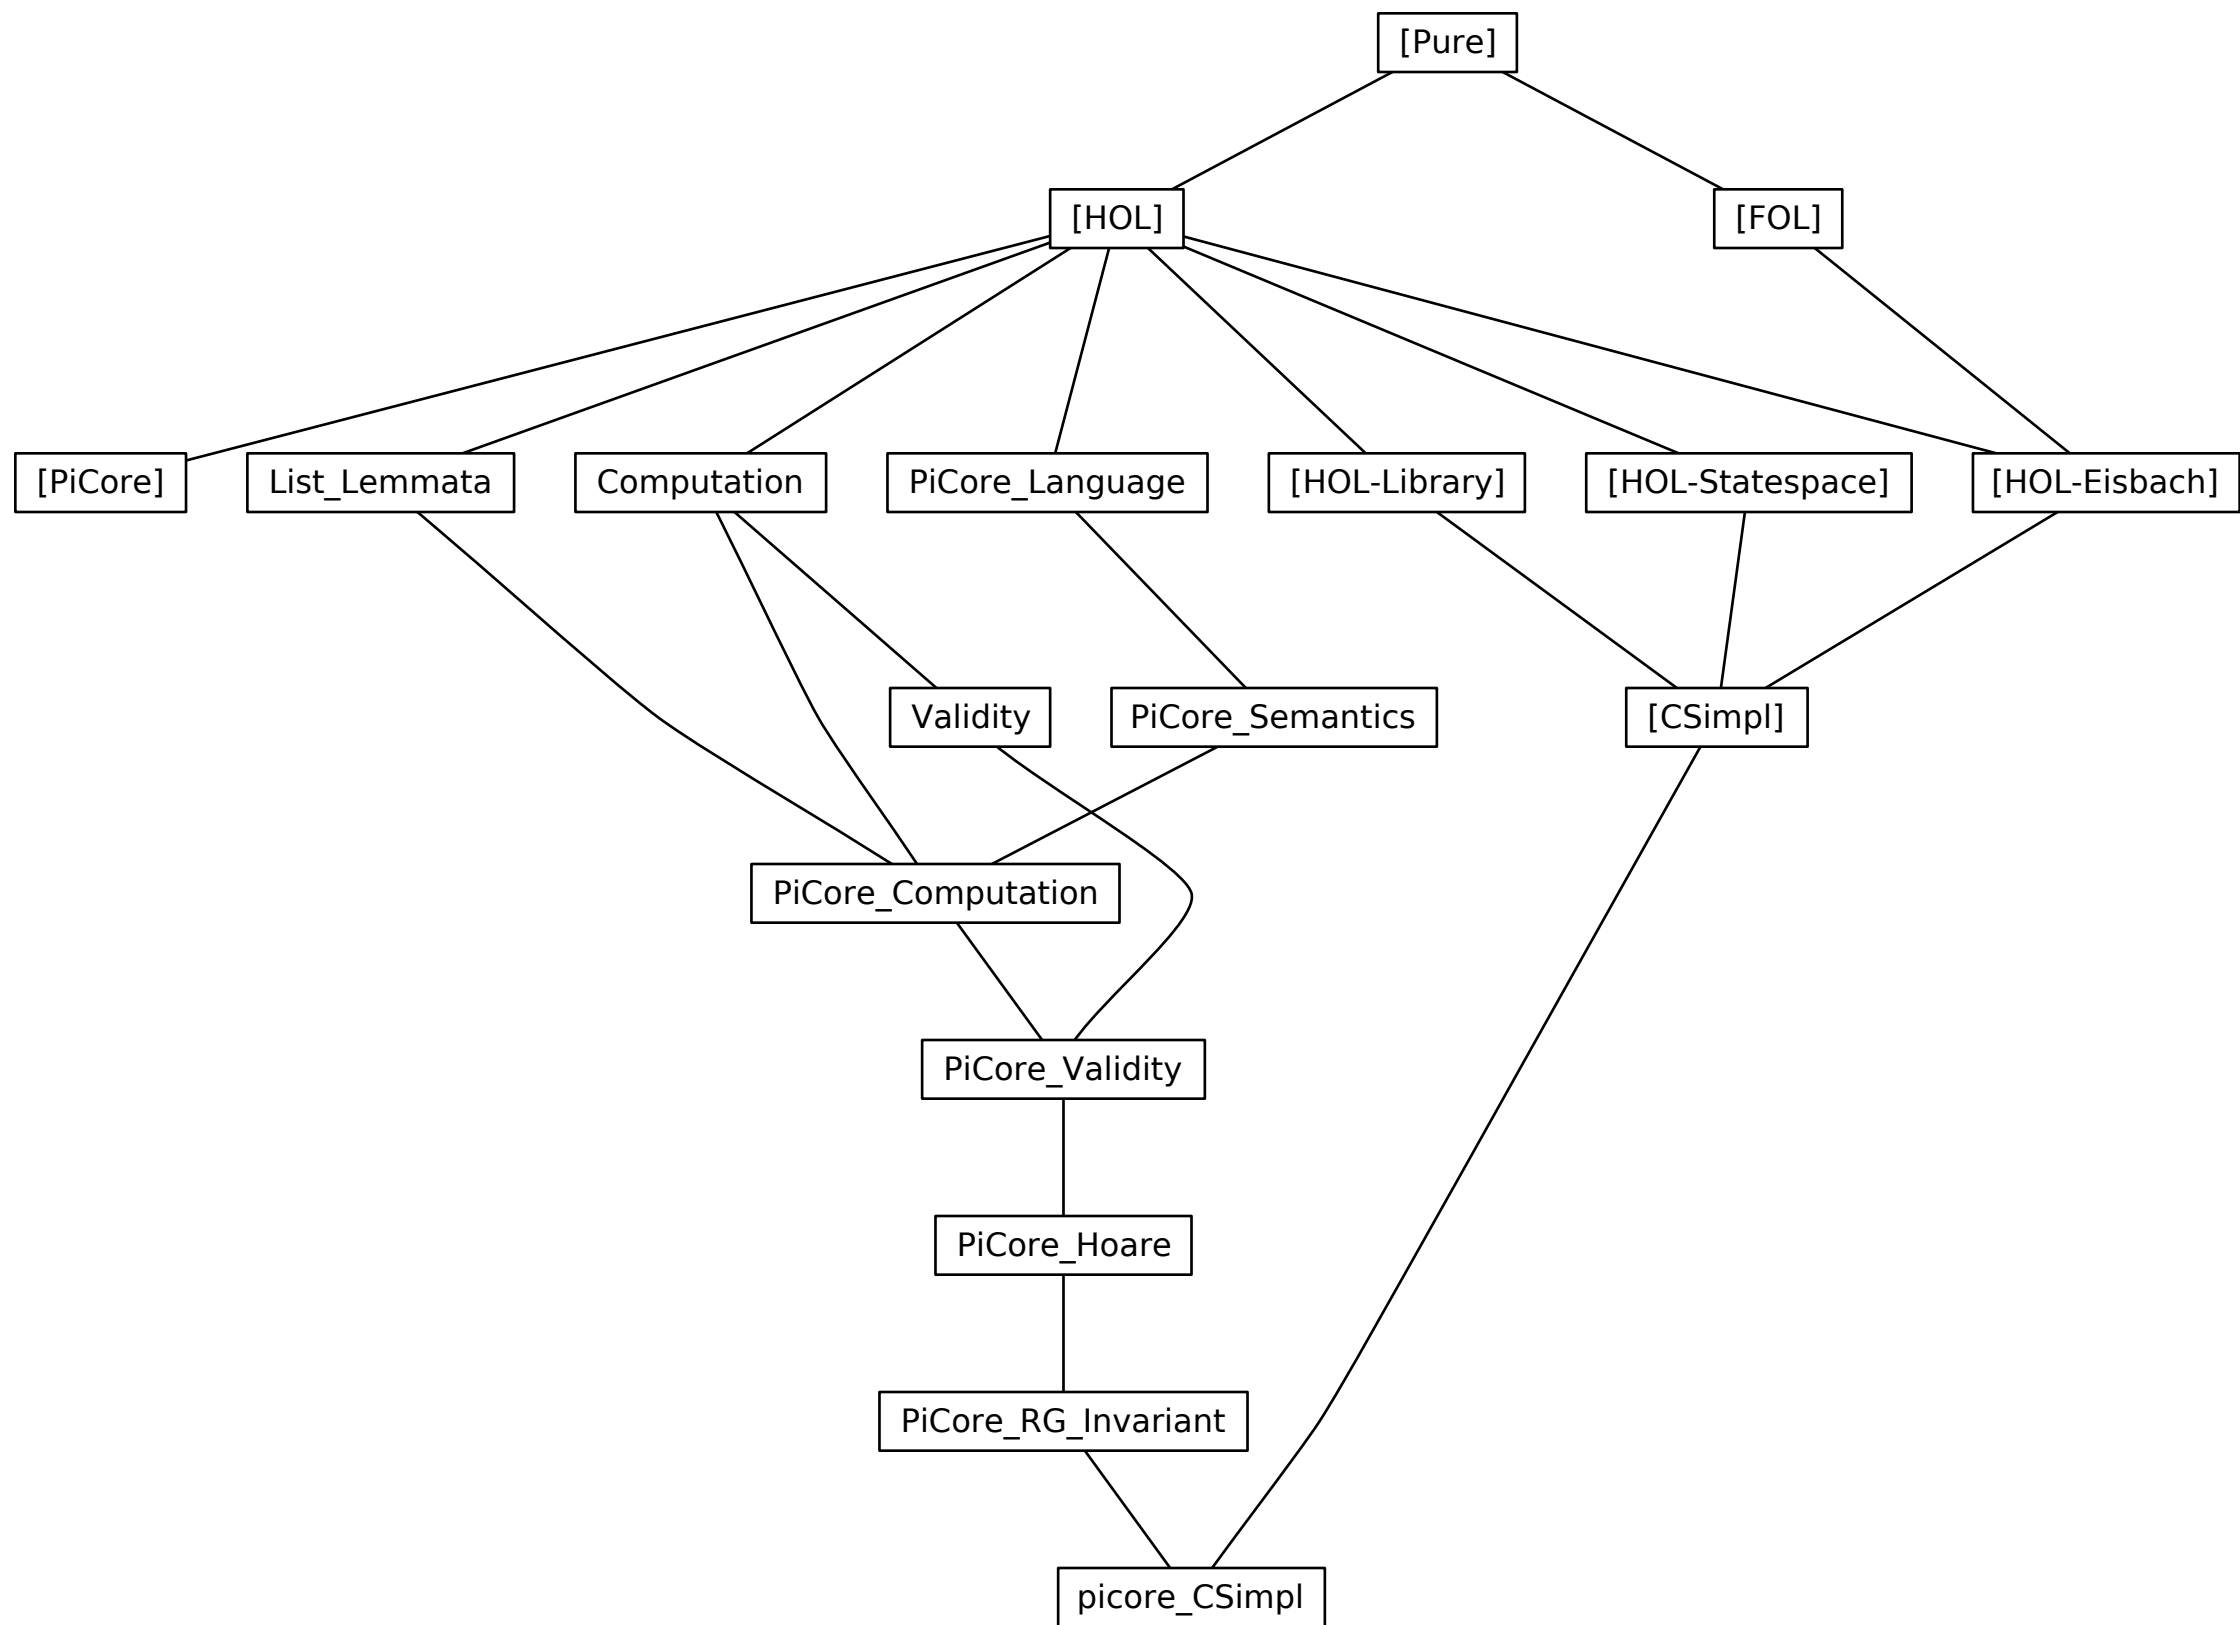 [Pure]
[HOL]
[FOL]
[PiCore]
List_Lemmata
Computation
PiCore_Language
[HOL-Library]
[HOL-Statespace]
[HOL-Eisbach]
Validity
PiCore_Semantics
[CSimpl]
PiCore_Computation
PiCore_Validity
PiCore_Hoare
PiCore_RG_Invariant
picore_CSimpl